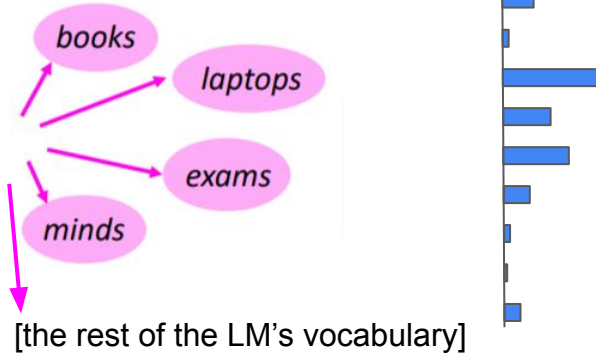 books
laptops
exams
minds
[the rest of the LM's vocabulary]